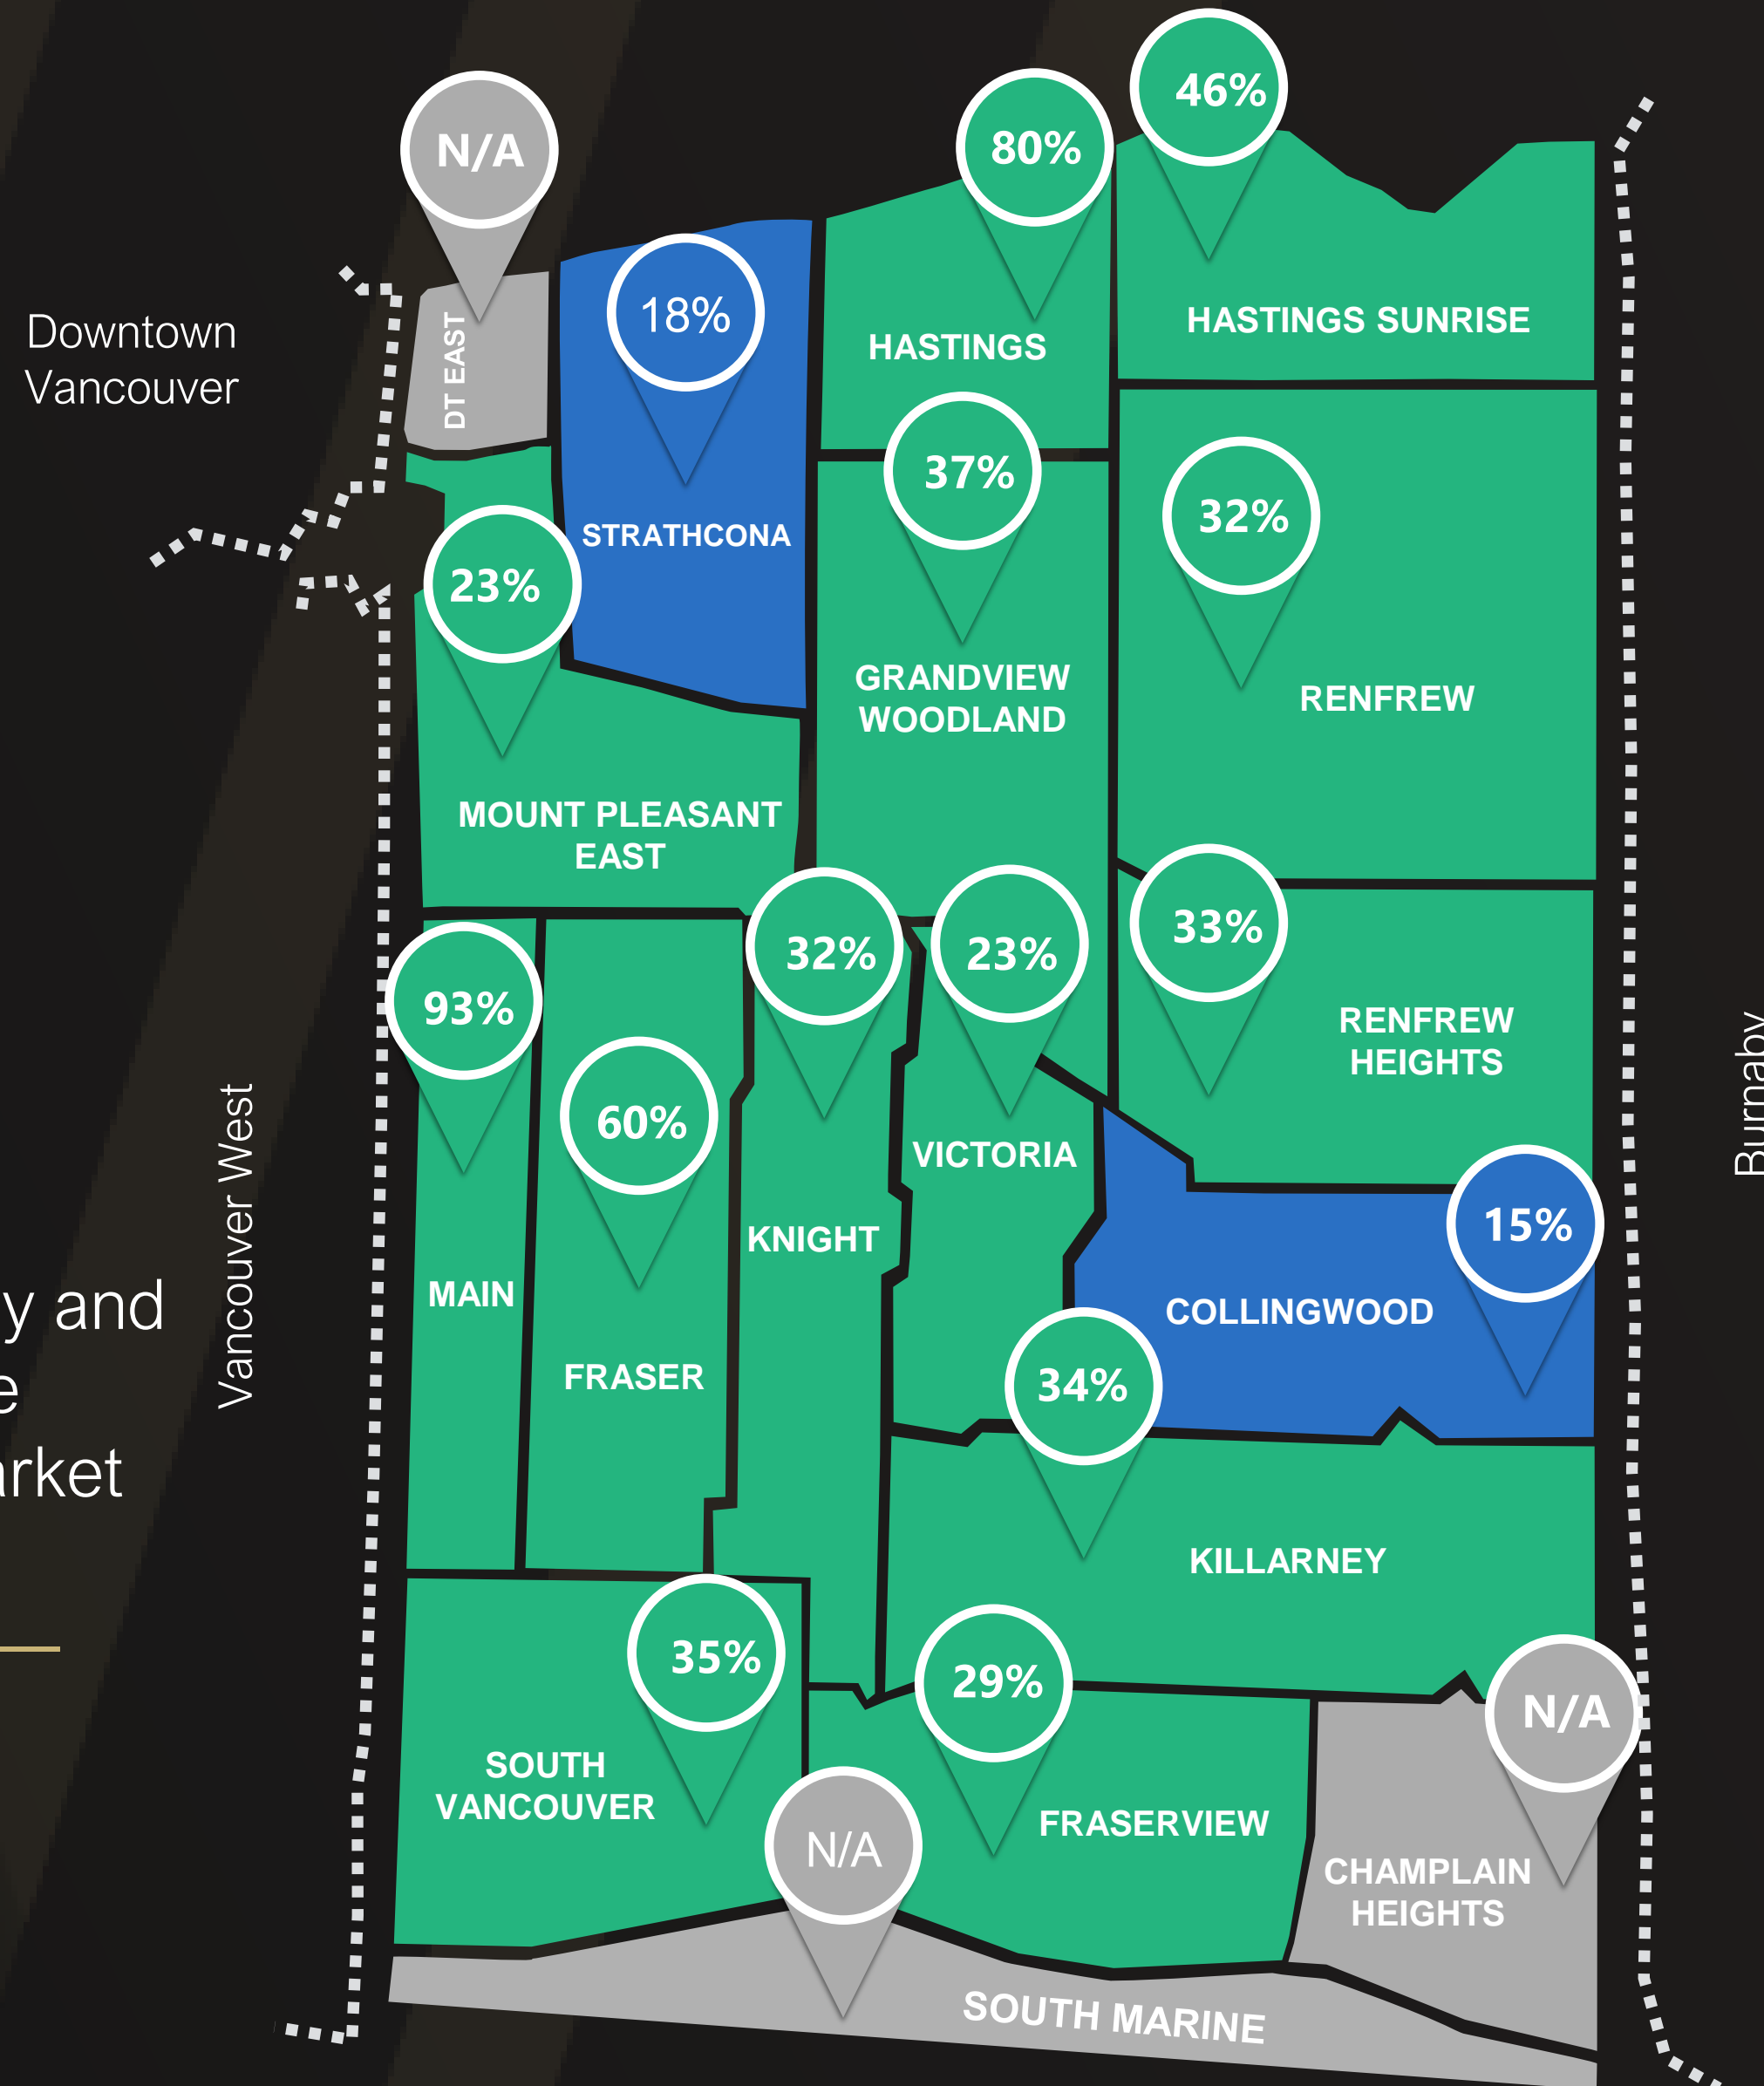 46%
80%
N/A
18%
Downtown
Vancouver
DT EAST
HASTINGS
HASTINGS SUNRISE
37%
32%
STRATHCONA
23%
GRANDVIEW
WOODLAND
RENFREW
MOUNT PLEASANT
EAST
32%
23%
33%
93%
60%
RENFREW
HEIGHTS
Burnaby
Vancouver West
VICTORIA
KNIGHT
15%
MAIN
COLLINGWOOD
y and
FRASER
34%
e
arket
KILLARNEY
35%
29%
N/A
SOUTH
VANCOUVER
FRASERVIEW
N/A
CHAMPLAIN
HEIGHTS
SOUTH MARINE